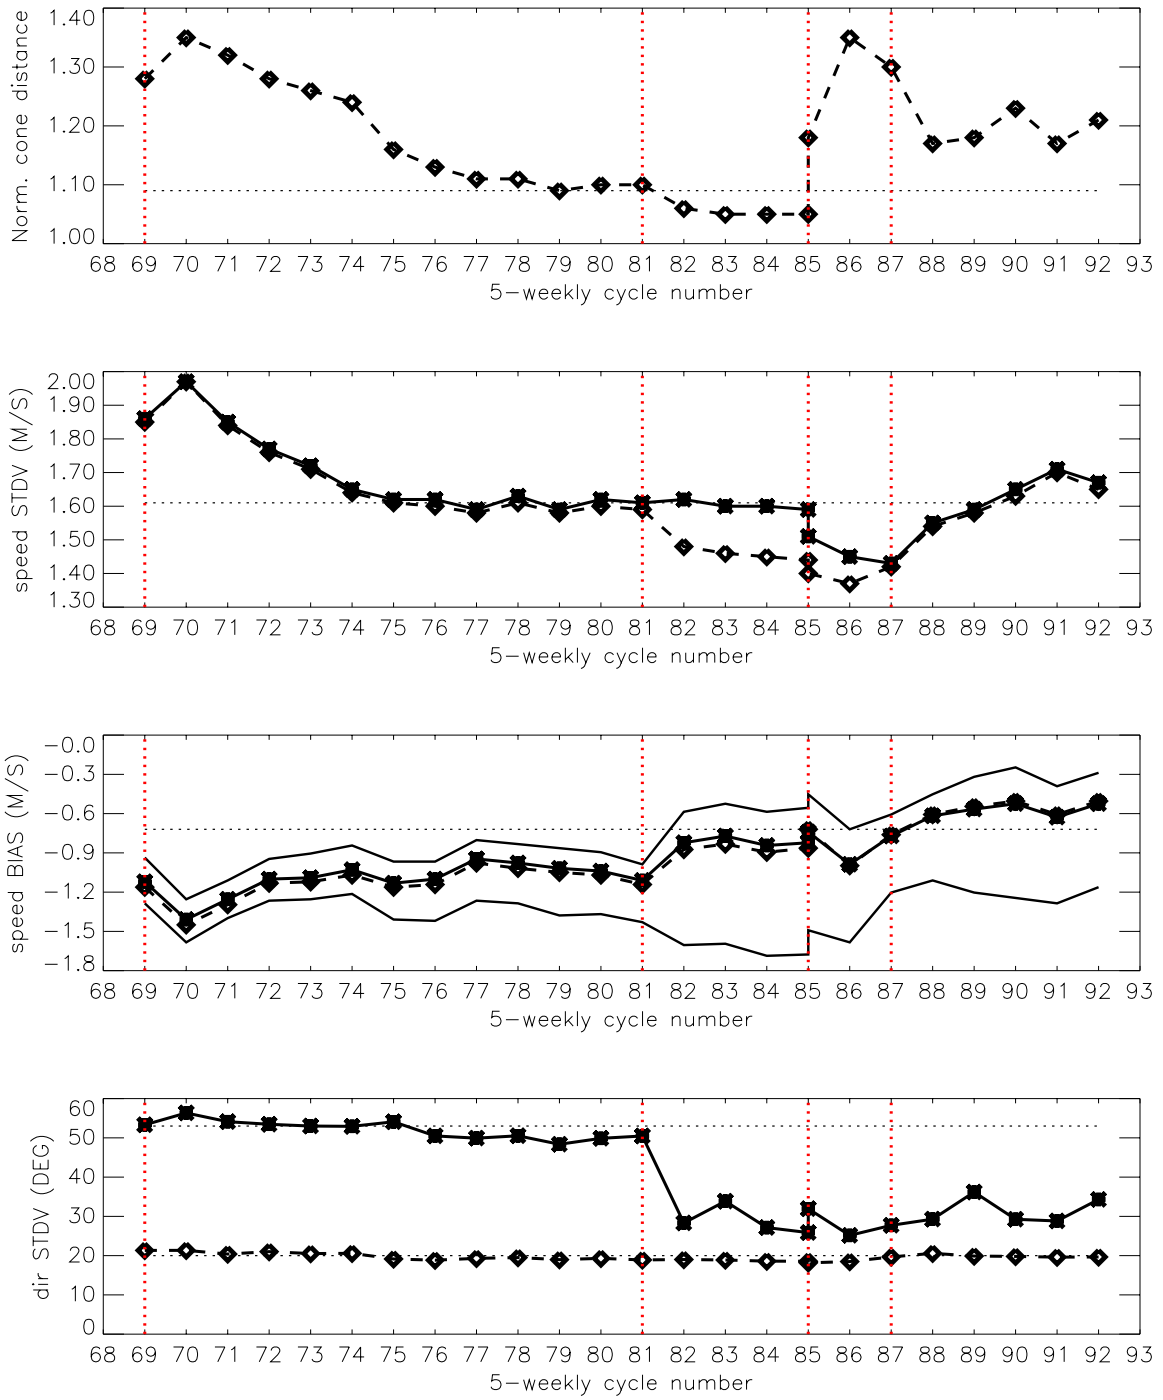 Norm. cone distance
1.40
1.30
1.20
1.10
1.00
68 69 70 71 72 73 74 75 76 77 78 79 80 81 82 83 84 85 86 87 88 89 90 91 92 93
5-weekly cycle number
speed STDV (M/S)
2.00
1.90
1.80
1.70
1.60
1.50
1.40
1.30
68 69 70 71 72 73 74 75 76 77 78 79 80 81 82 83 84 85 86 87 88 89 90 91 92 93
5-weekly cycle number
speed BIAS (M/S)
-0.0
-0.3
-0.6
-0.9
-1.2
-1.5
-1.8
68 69 70 71 72 73 74 75 76 77 78 79 80 81 82 83 84 85 86 87 88 89 90 91 92 93
5-weekly cycle number
dir STDV (DEG)
60
50
40
30
20
10
0
68 69 70 71 72 73 74 75 76 77 78 79 80 81 82 83 84 85 86 87 88 89 90 91 92 93
5-weekly cycle number